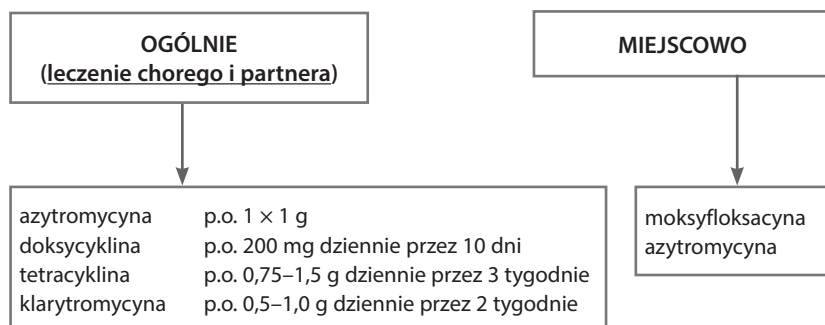 OGÓLNIE
(leczenie chorego i partnera)
azytromycyna p.o. 1 × 1 g
doksycyklina p.o. 200 mg dziennie przez 10 dni
tetracyklina p.o. 0,75–1,5 g dziennie przez 3 tygodnie
klarytromycyna p.o. 0,5–1,0 g dziennie przez 2 tygodnie
MIEJSCOWO
moksyfloksacyna
azytromycyna